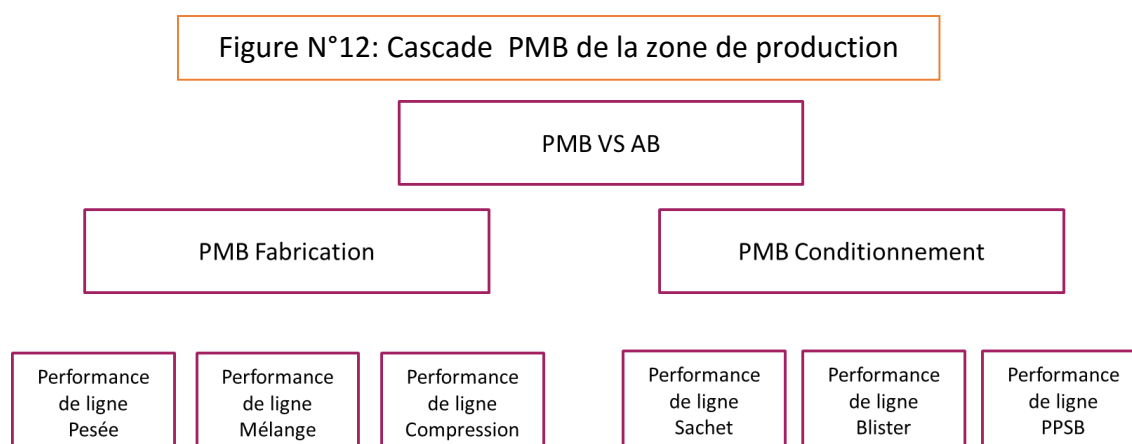 Figure N°12: Cascade PMB de la zone de production
PMB VS AB
PMB Fabrication
PMB Conditionnement
Performance
de ligne
Pesée
Performance
de ligne
Mélange
Performance
de ligne
Compression
Performance
de ligne
Sachet
Performance
de ligne
Blister
Performance
de ligne
PPSB